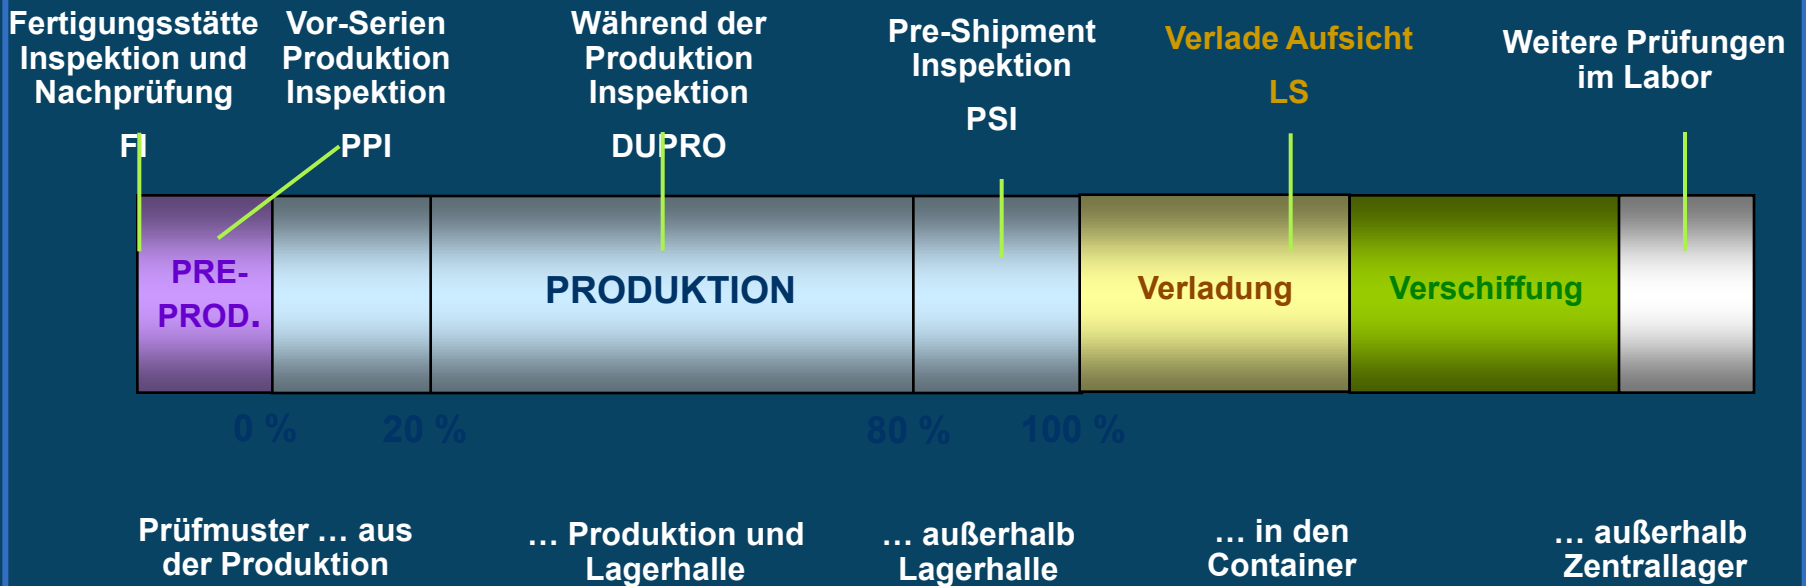 Fertigungsstätte
Inspektion und
Nachprüfung
FI
Vor-Serien
Produktion
Inspektion
PPI
Während der
Produktion
Inspektion
DUPRO
Pre-Shipment
Inspektion
PSI
Verlade Aufsicht
LS
Weitere Prüfungen
im Labor
PRE-
PROD.
PRODUKTION
Verladung
Verschiffung
0 %
20 %
80 %
100 %
Prüfmuster … aus
der Produktion
… Produktion und
Lagerhalle
… außerhalb
Lagerhalle
… in den
Container
… außerhalb
Zentrallager